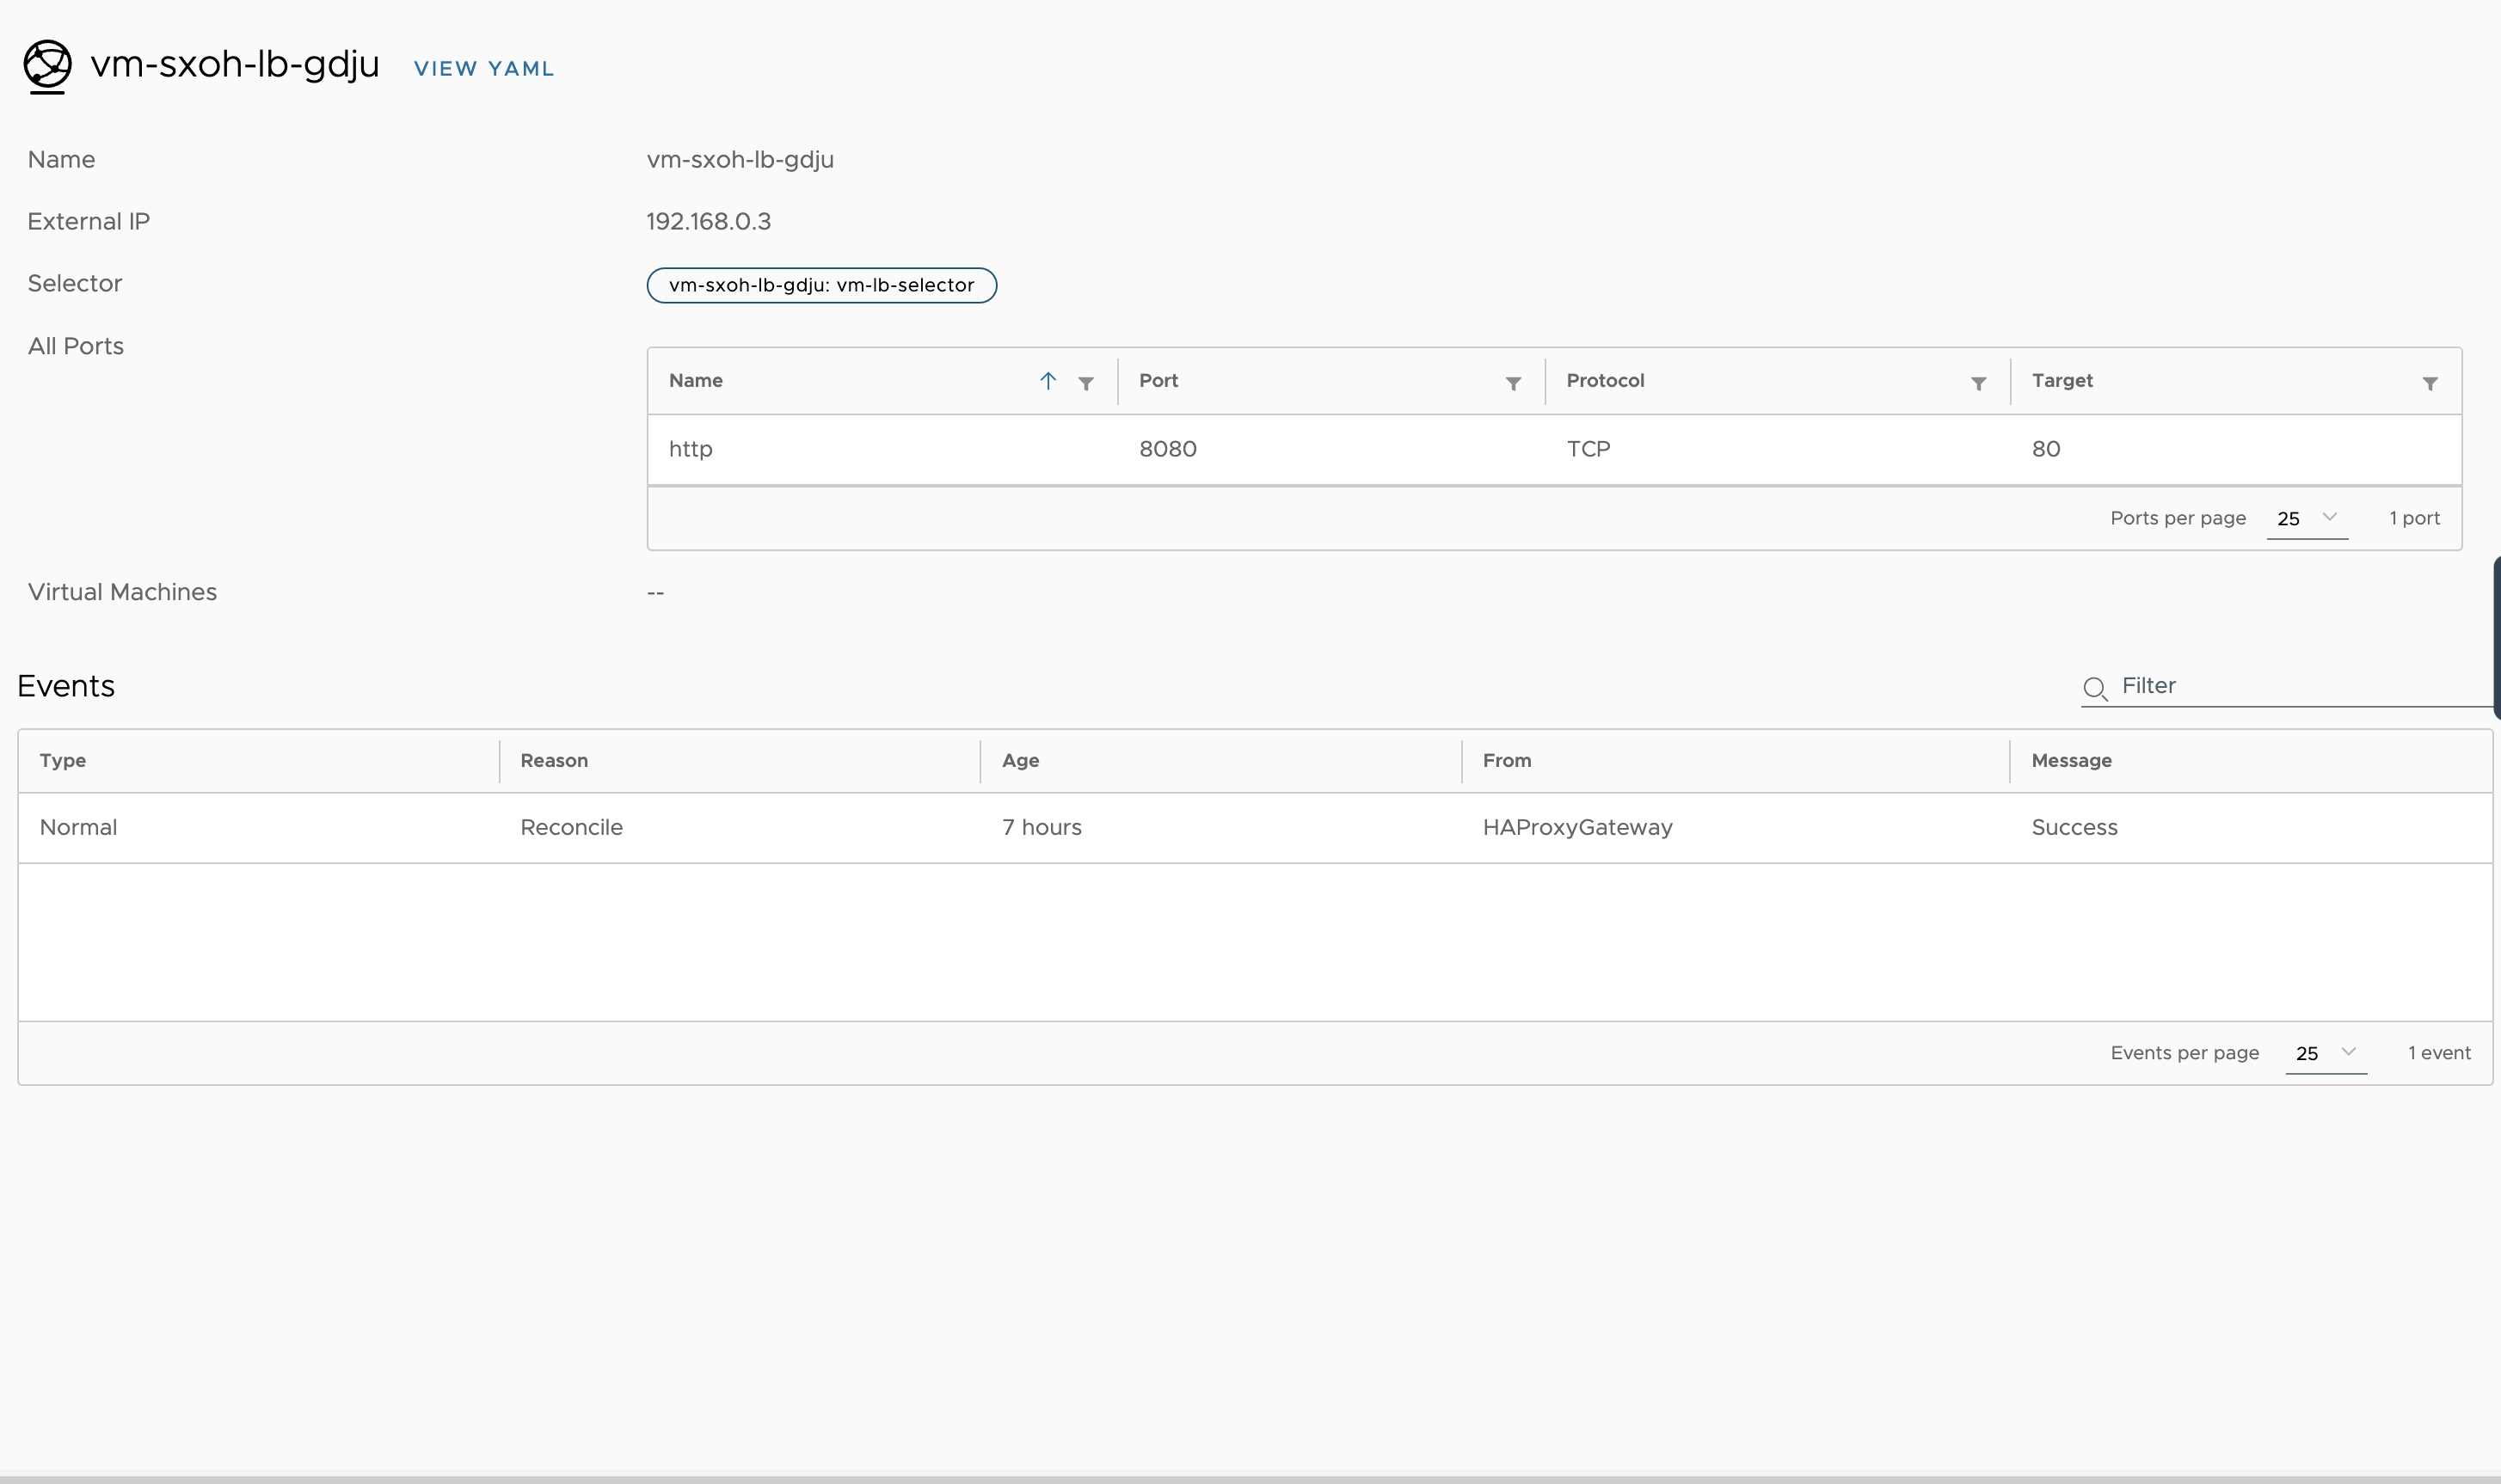 vm-sxoh-lb-gdju VIEW YAML
Name vm-sxoh-lb-gdju
External IP 192.168.0.3
Selector vm-sxoh-lb-gdju: vm-lb-selector
All Ports
Name Port Protocol Target
http 8080 TCP 80
Ports per page 25 1 port
Virtual Machines --
Events Filter
Type Reason Age From Message
Normal Reconcile 7 hours HAProxyGateway Success
Events per page 25 1 event